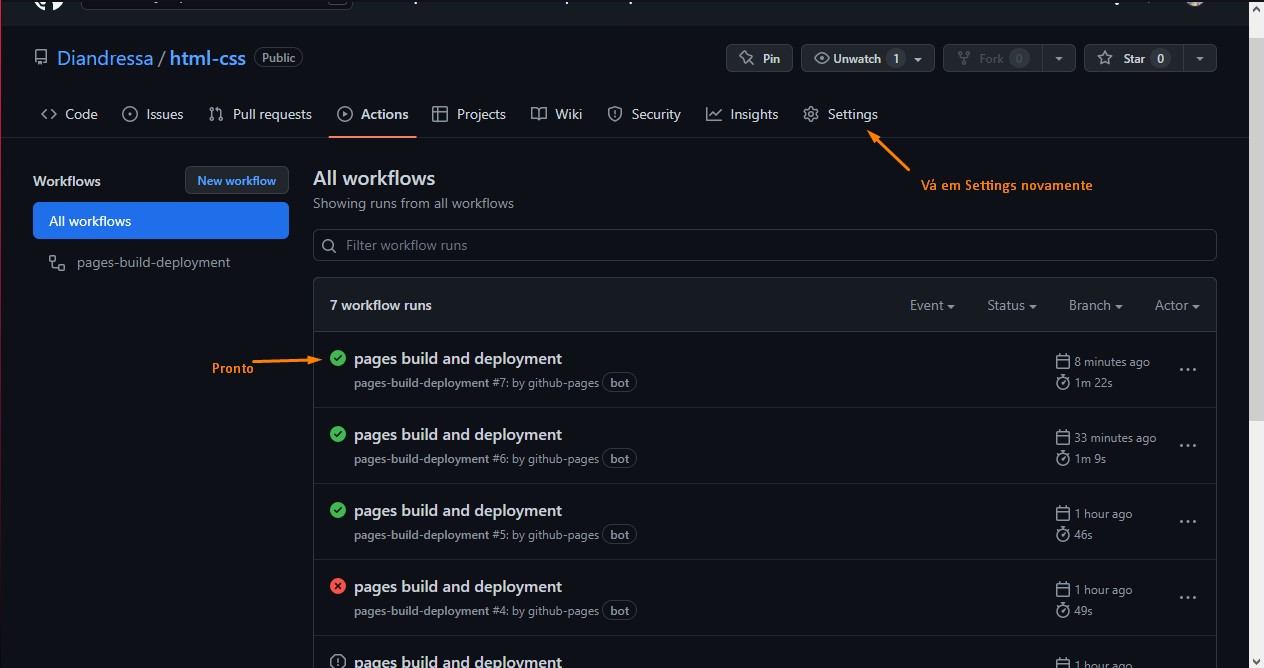 Diandressa / html-css Public
Pin
Unwatch 1
Fork 0
Star 0
Code Issues Pull requests Actions Projects Wiki Security Insights Settings
Vá em Settings novamente
Workflows
New workflow
All workflows
pages-build-deployment
All workflows
Showing runs from all workflows
Filter workflow runs
7 workflow runs
Event Status Branch Actor
Pronto
pages build and deployment
pages-build-deployment #7: by github-pages bot
8 minutes ago
1m 22s
pages build and deployment
pages-build-deployment #6: by github-pages bot
33 minutes ago
1m 9s
pages build and deployment
pages-build-deployment #5: by github-pages bot
1 hour ago
46s
pages build and deployment
pages-build-deployment #4: by github-pages bot
1 hour ago
49s
pages build and deployment
1 hour ago